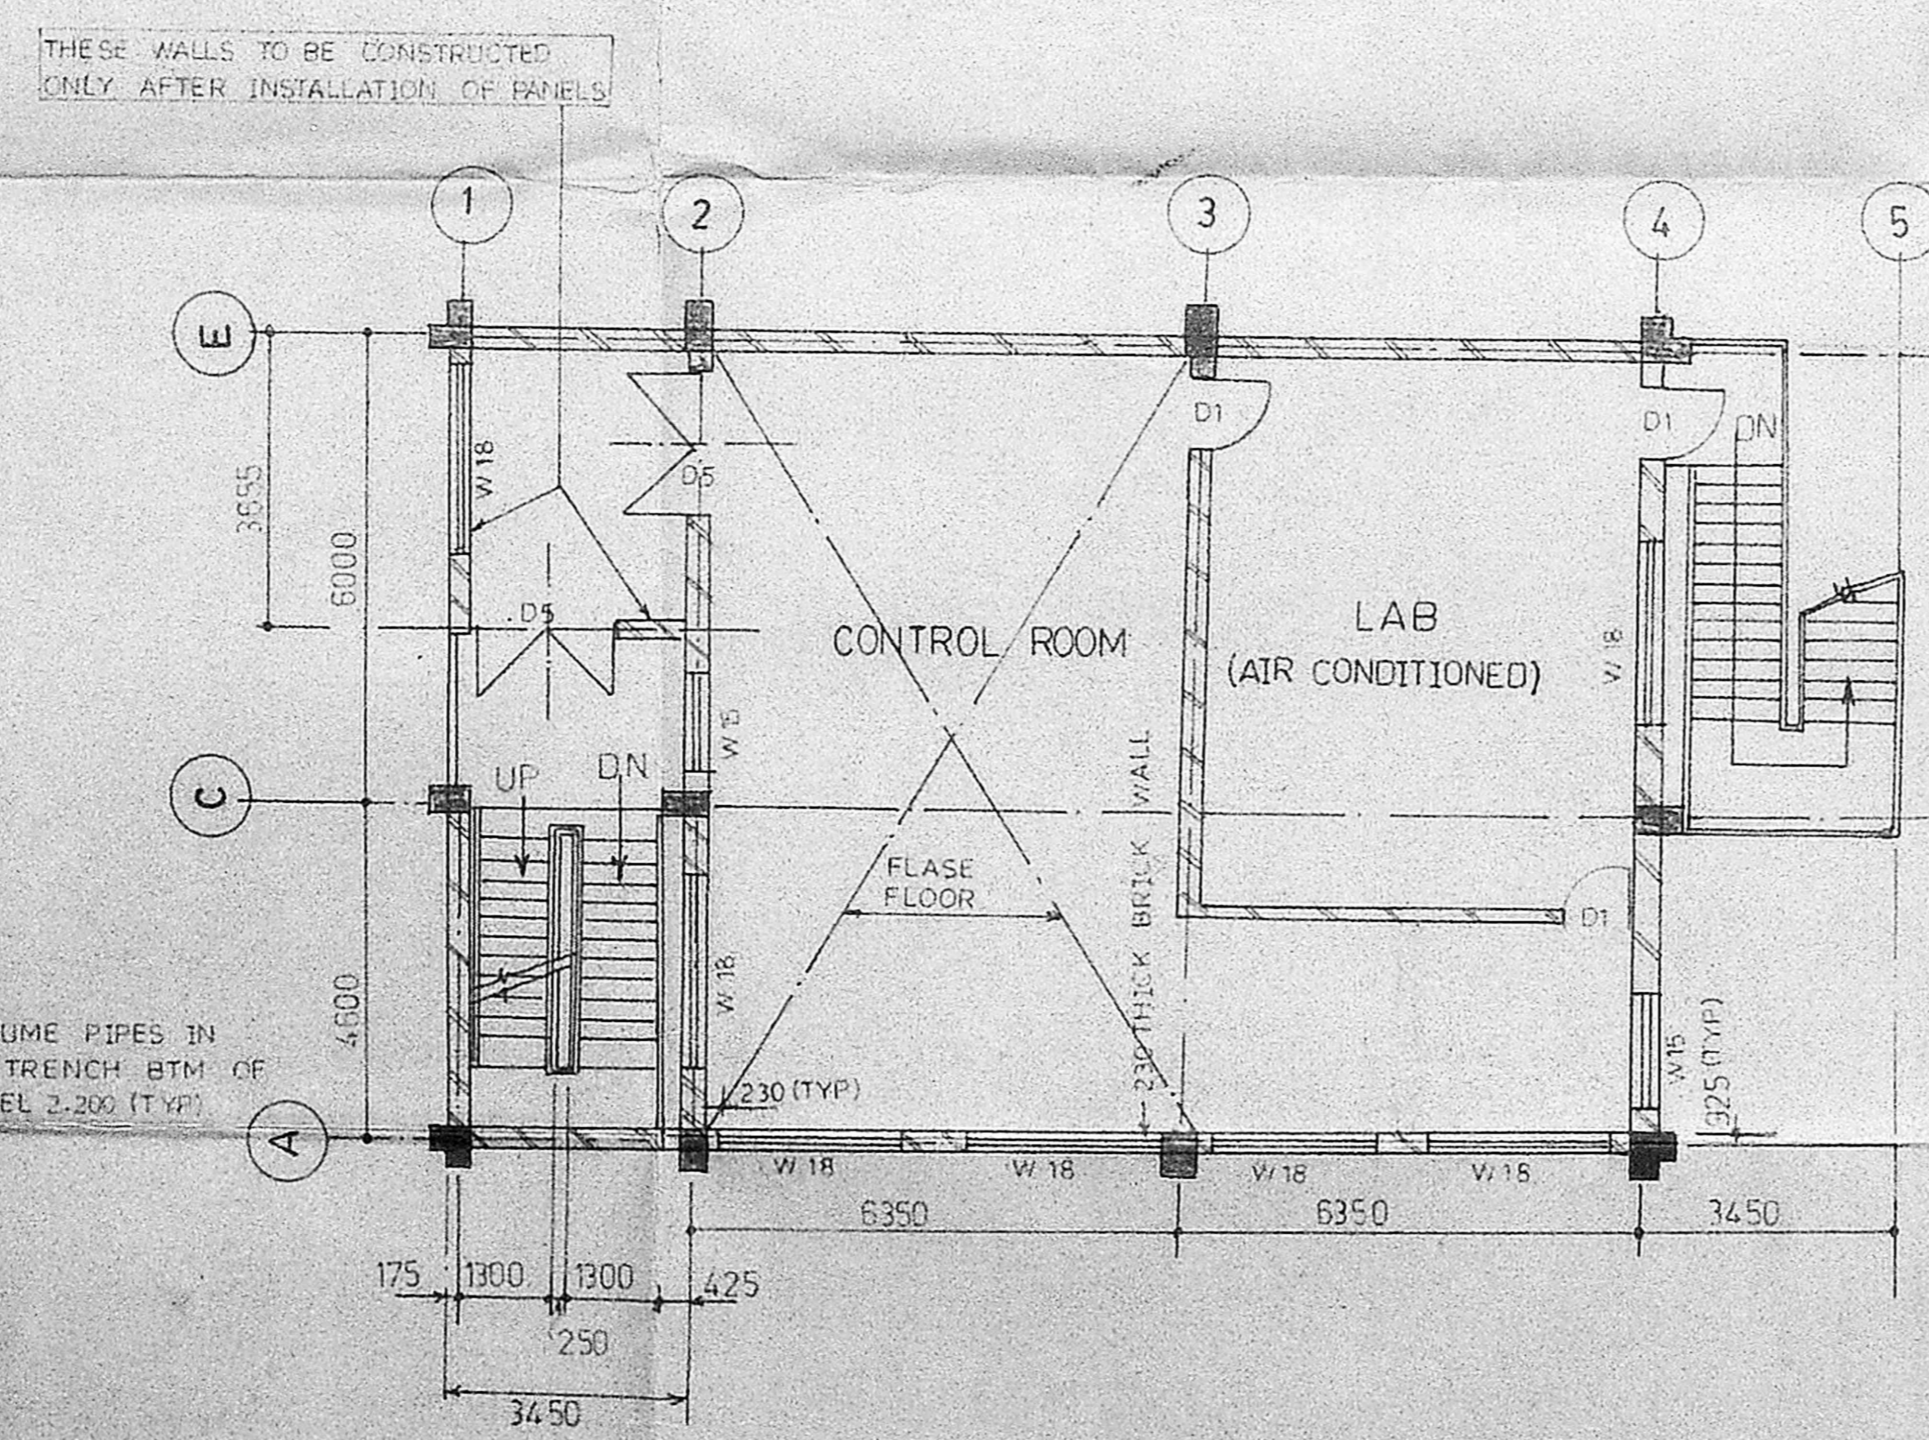 THESE WALLS TO BE CONSTRUCTED
ONLY AFTER INSTALLATION OF PANELS
1
2
3
4
5
E
D1
D1
DN
W 18
D5
3655
6000
D5
CONTROL ROOM
LAB
(AIR CONDITIONED)
W 18
W 15
UP
DN
C
230 THICK BRICK WALL
FLASE
FLOOR
D1
W 18
4600
UME PIPES IN
TRENCH BTM OF
EL 2.200 (TYP)
230 (TYP)
W15
925 (TYP)
A
W 18
W 18
W 18
W 18
6350
6350
3450
175
1300
1300
425
250
3450